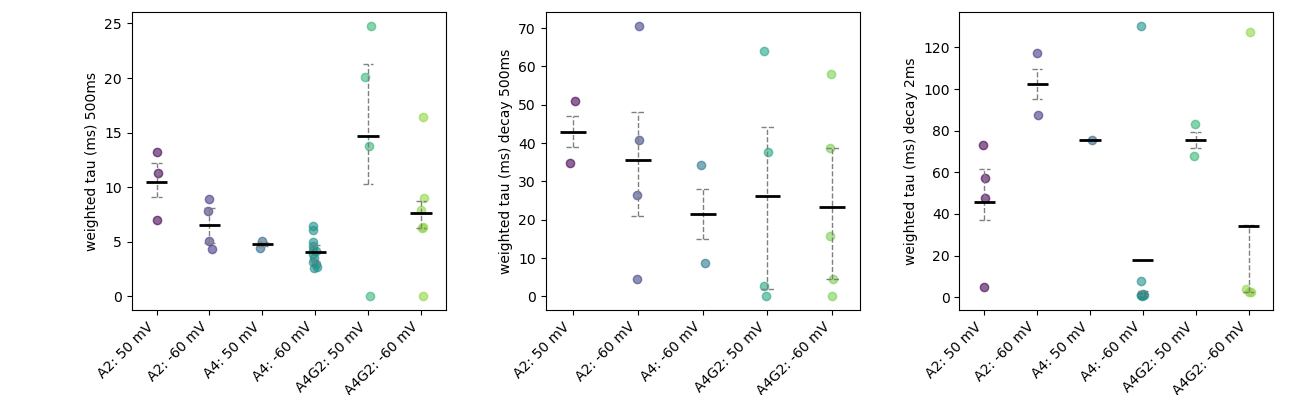 weighted tau (ms) 500ms
25
20
15
10
5
0
A2: 50 mV
A2: -60 mV
A4: 50 mV
A4: -60 mV
A4G2: 50 mV
A4G2: -60 mV
weighted tau (ms) decay 500ms
70
60
50
40
30
20
10
0
A2: 50 mV
A2: -60 mV
A4: -60 mV
A4G2: 50 mV
A4G2: -60 mV
weighted tau (ms) decay 2ms
120
100
80
60
40
20
0
A2: 50 mV
A2: -60 mV
A4: 50 mV
A4: -60 mV
A4G2: 50 mV
A4G2: -60 mV